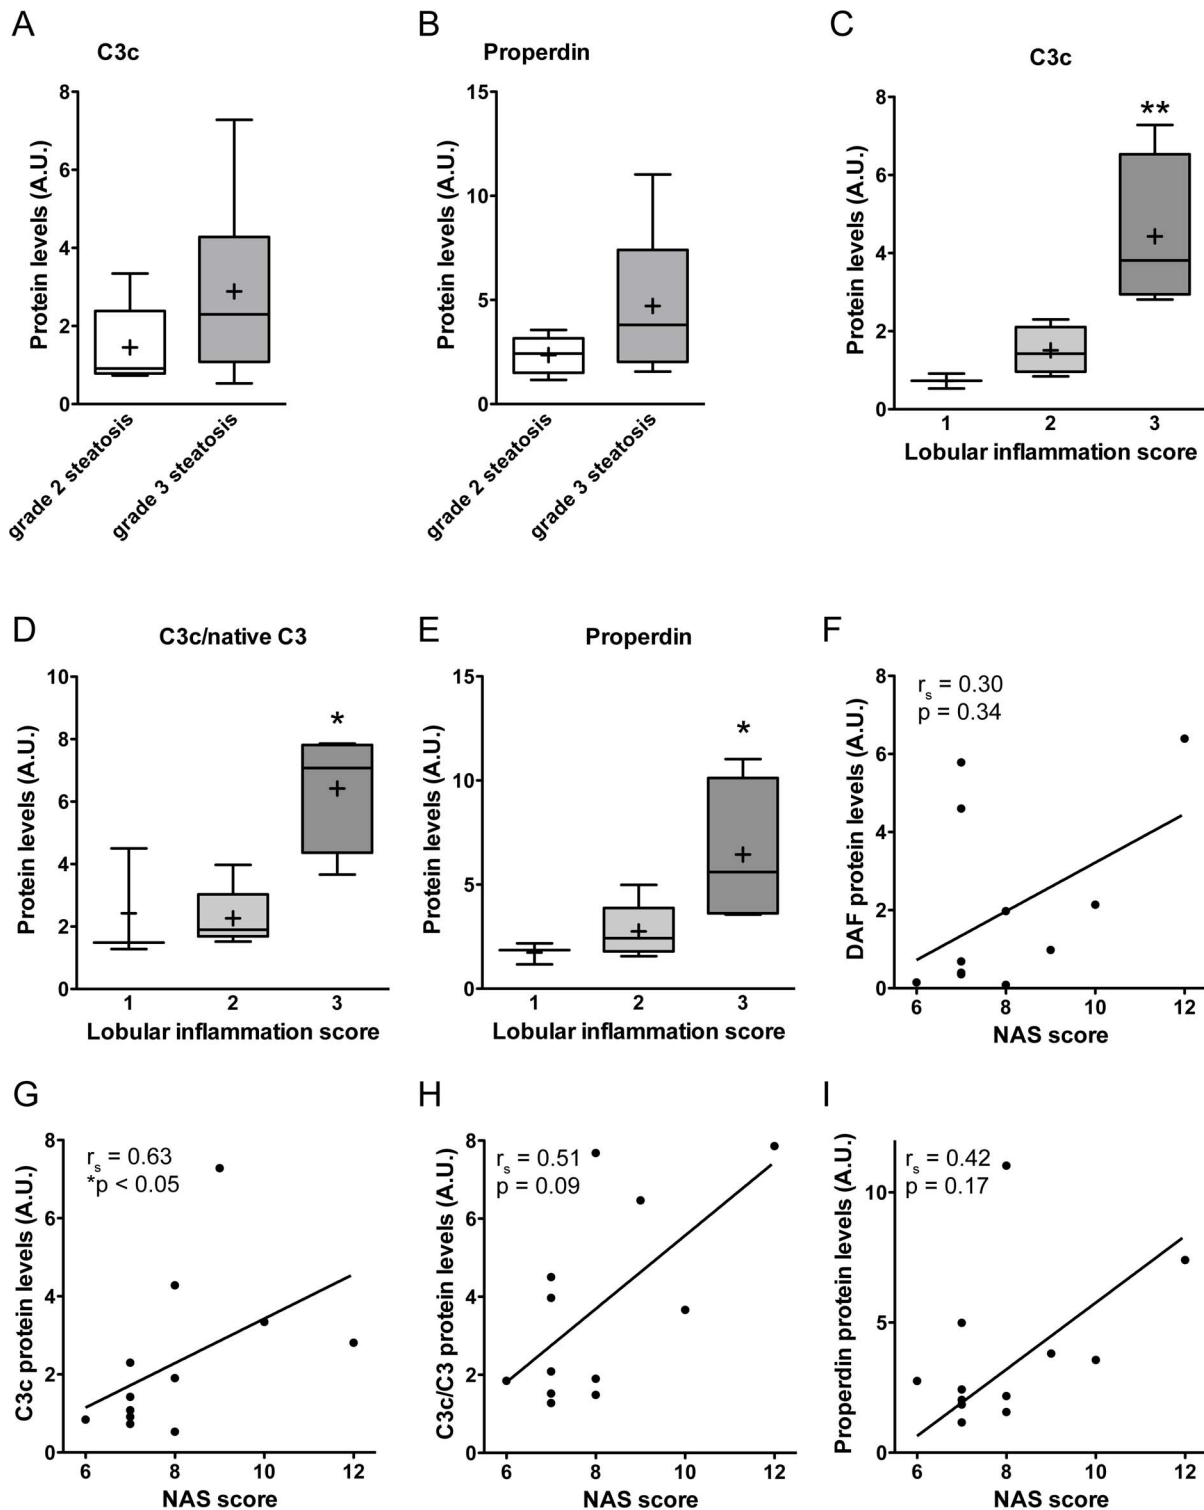 A
C3c
Protein levels (A.U.)
8
6
4
2
0
grade 2 steatosis
grade 3 steatosis
B
Properdin
Protein levels (A.U.)
15
10
5
0
grade 2 steatosis
grade 3 steatosis
C
C3c
Protein levels (A.U.)
8
6
4
2
0
**
1 2 3
Lobular inflammation score
D
C3c/native C3
Protein levels (A.U.)
10
8
6
4
2
0
*
1 2 3
Lobular inflammation score
E
Properdin
Protein levels (A.U.)
15
10
5
0
*
1 2 3
Lobular inflammation score
F
DAF protein levels (A.U.)
8
6
4
2
0
rs = 0.30
p = 0.34
6 8 10 12
NAS score
G
C3c protein levels (A.U.)
8
6
4
2
0
rs = 0.63
*p < 0.05
6 8 10 12
NAS score
H
C3c/C3 protein levels (A.U.)
8
6
4
2
0
rs = 0.51
p = 0.09
6 8 10 12
NAS score
I
Properdin protein levels (A.U.)
10
5
0
rs = 0.42
p = 0.17
6 8 10 12
NAS score